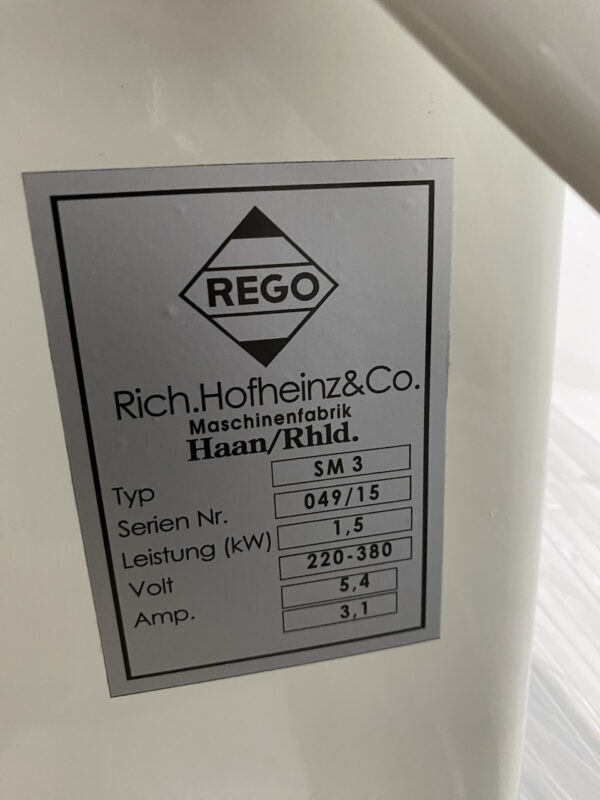 REGO
Rich.Hofheinz&Co.
Maschinenfabrik
Haan/Rhld.
Typ SM 3
Serien Nr. 049/15
Leistung (kW) 1,5
Volt 220-380
Amp. 5,4
3,1